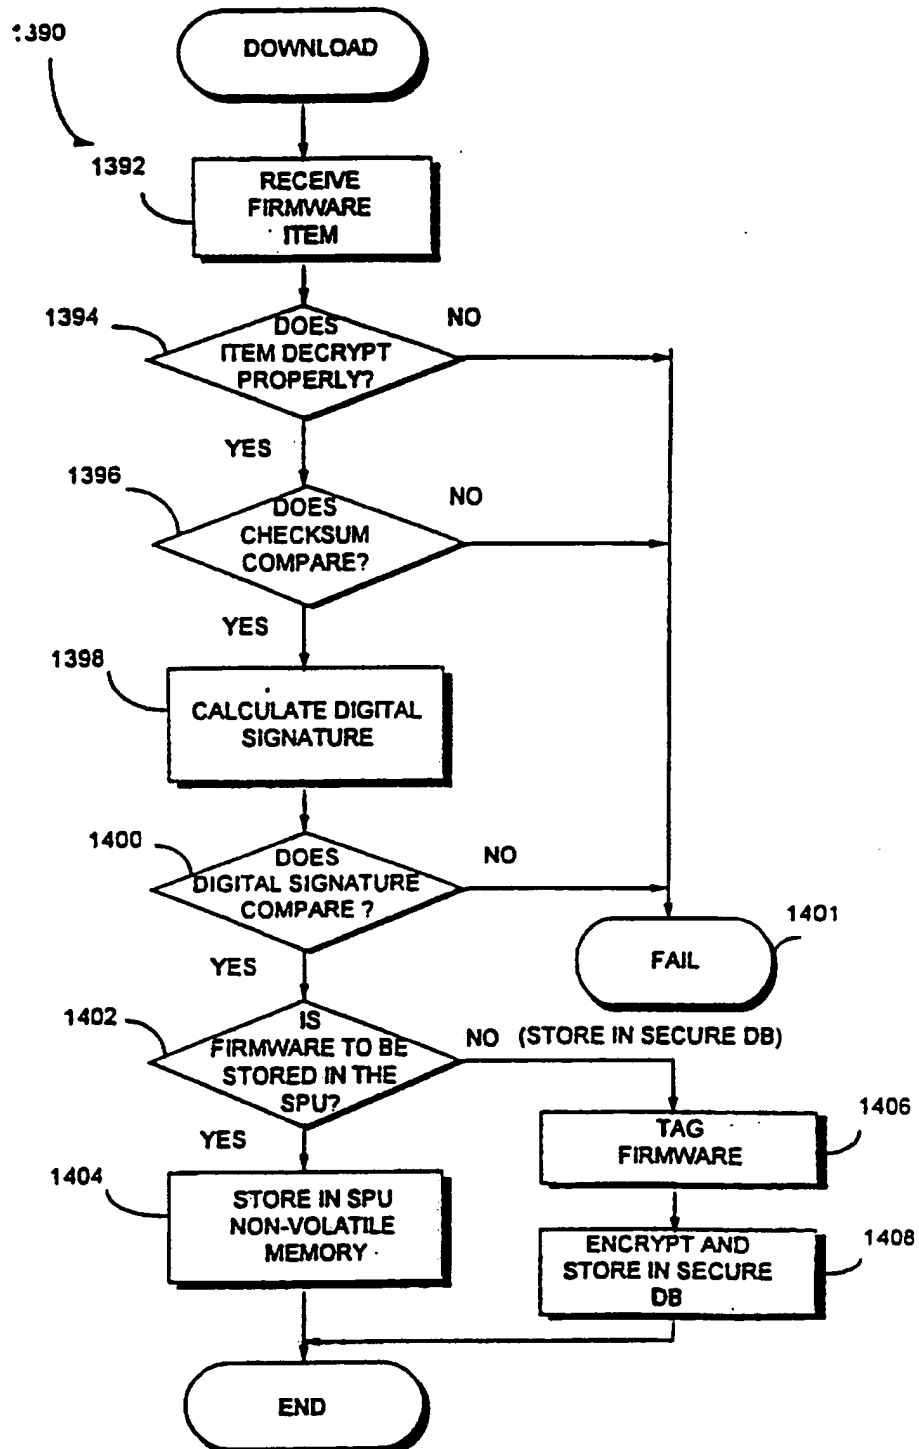 1390
DOWNLOAD
1392
RECEIVE
FIRMWARE
ITEM
1394
DOES
ITEM DECRYPT
PROPERLY?
NO
YES
1396
DOES
CHECKSUM
COMPARE?
NO
YES
1398
CALCULATE DIGITAL
SIGNATURE
1400
DOES
DIGITAL SIGNATURE
COMPARE ?
NO
1401
FAIL
YES
1402
IS
FIRMWARE TO BE
STORED IN THE
SPU?
NO (STORE IN SECURE DB)
1406
TAG
FIRMWARE
YES
1404
STORE IN SPU
NON-VOLATILE
MEMORY
1408
ENCRYPT AND
STORE IN SECURE
DB
END